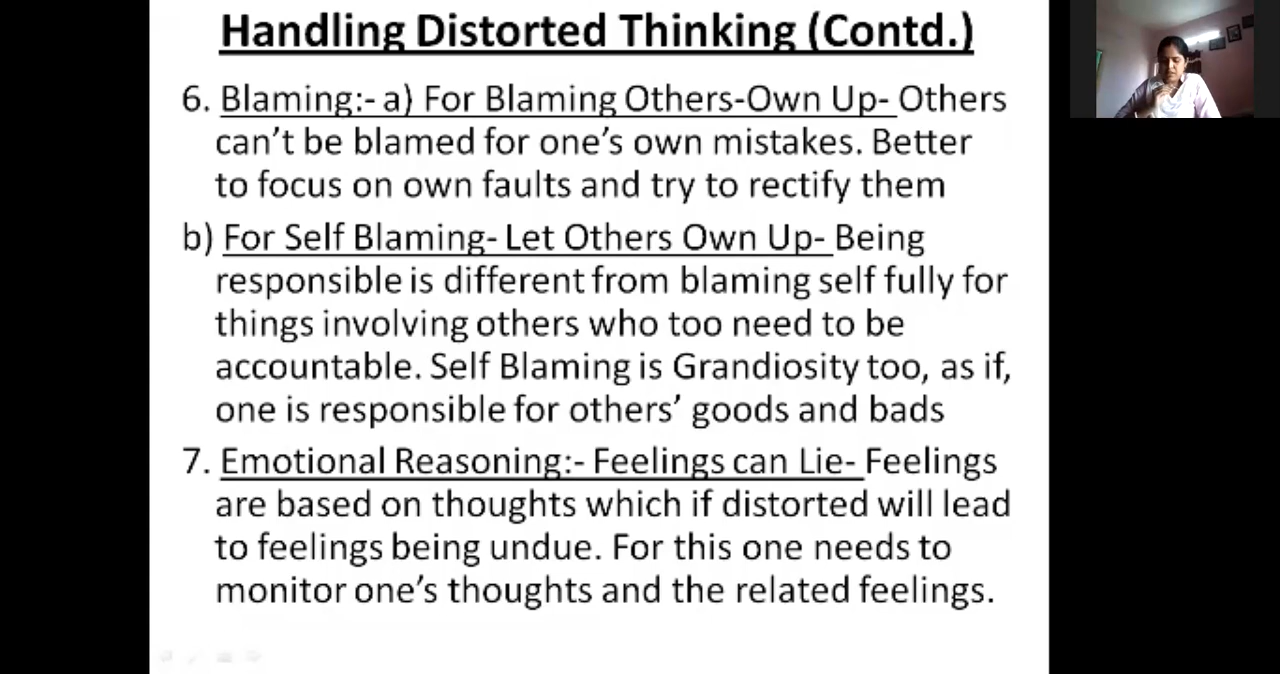 Handling Distorted Thinking (Contd.)
6. Blaming:- a) For Blaming Others-Own Up- Others
can't be blamed for one's own mistakes. Better
to focus on own faults and try to rectify them
b) For Self Blaming- Let Others Own Up- Being
responsible is different from blaming self fully for
things involving others who too need to be
accountable. Self Blaming is Grandiosity too, as if,
one is responsible for others' goods and bads
7. Emotional Reasoning:- Feelings can Lie- Feelings
are based on thoughts which if distorted will lead
to feelings being undue. For this one needs to
monitor one's thoughts and the related feelings.